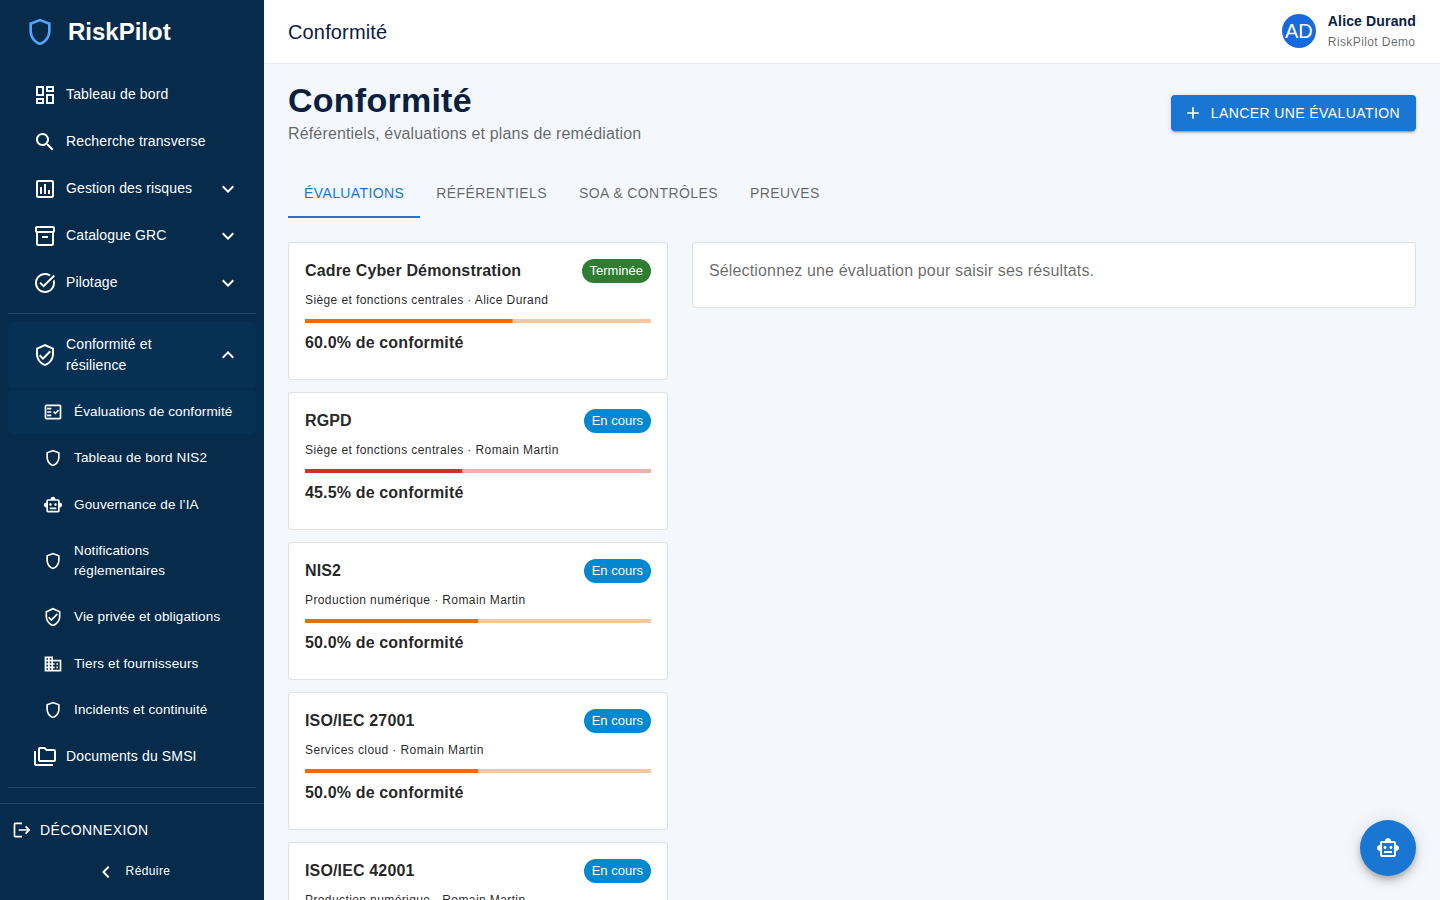 RiskPilot
Tableau de bord
Recherche transverse
Gestion des risques
Catalogue GRC
Pilotage
Conformité et
résilience
Évaluations de conformité
Tableau de bord NIS2
Gouvernance de l'IA
Notifications
réglementaires
Vie privée et obligations
Tiers et fournisseurs
Incidents et continuité
Documents du SMSI
DÉCONNEXION
Réduire
Conformité
AD
Alice Durand
RiskPilot Demo
Conformité
Référentiels, évaluations et plans de remédiation
LANCER UNE ÉVALUATION
ÉVALUATIONS RÉFÉRENTIELS SOA & CONTRÔLES PREUVES
Cadre Cyber Démonstration Terminée
Siège et fonctions centrales · Alice Durand
60.0% de conformité
RGPD En cours
Siège et fonctions centrales · Romain Martin
45.5% de conformité
NIS2 En cours
Production numérique · Romain Martin
50.0% de conformité
ISO/IEC 27001 En cours
Services cloud · Romain Martin
50.0% de conformité
ISO/IEC 42001 En cours
Production numérique · Romain Martin
Sélectionnez une évaluation pour saisir ses résultats.